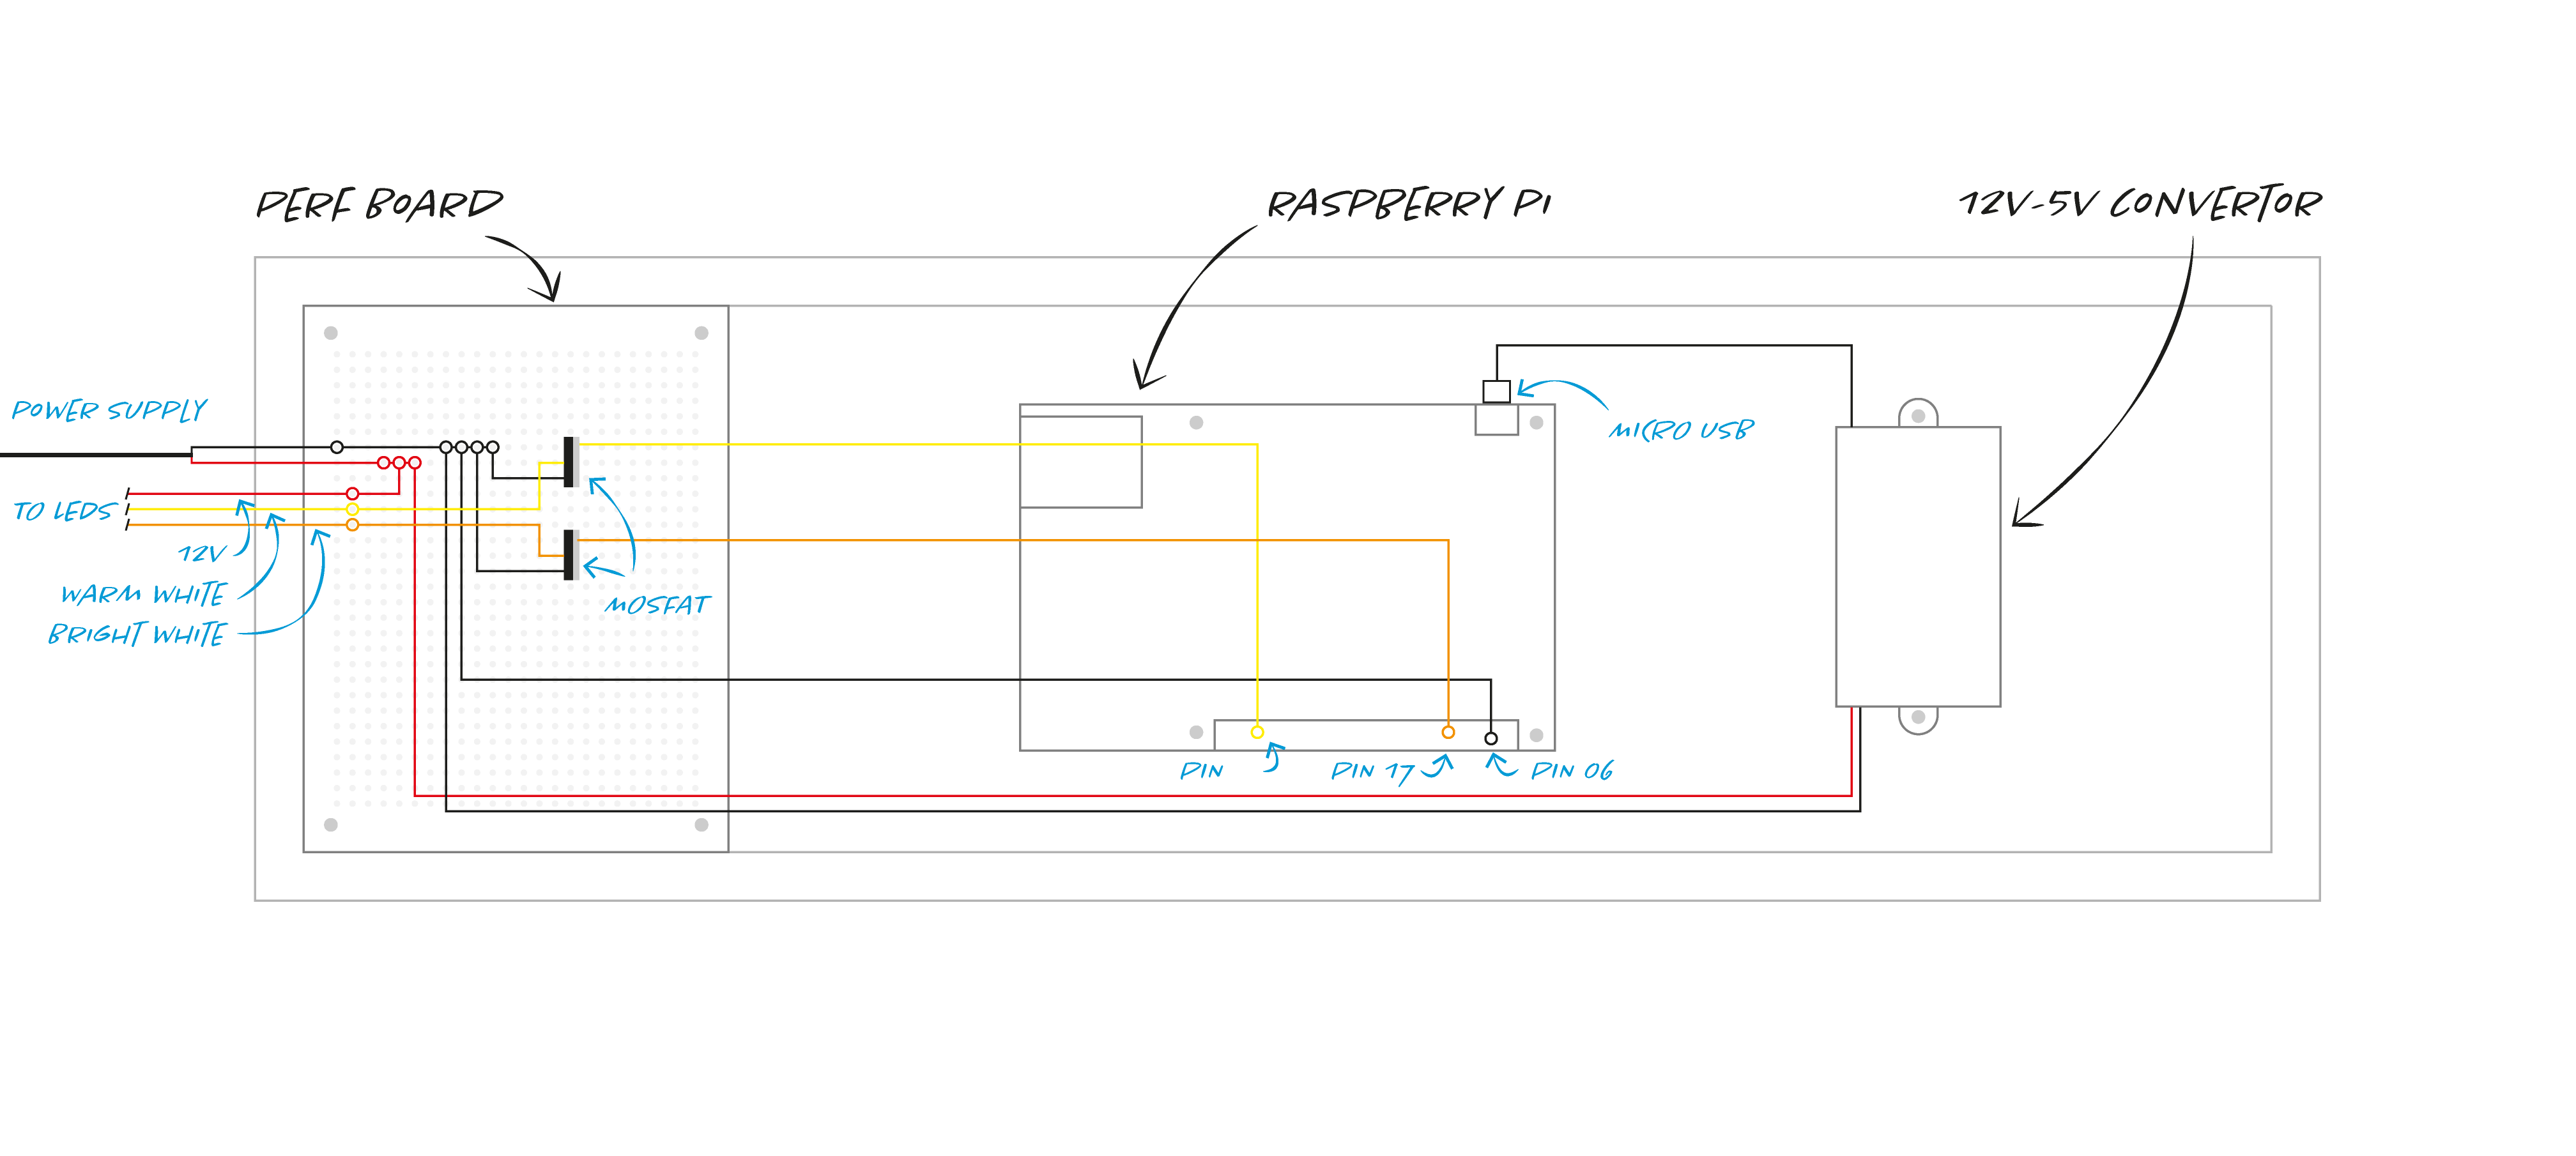 PERF BOARD
RASPBERRY PI
12V-5V CONVERTOR
POWER SUPPLY
MICRO USB
TO LEDS
12V
WARM WHITE
MOSFAT
BRIGHT WHITE
PIN
PIN 17
PIN 06